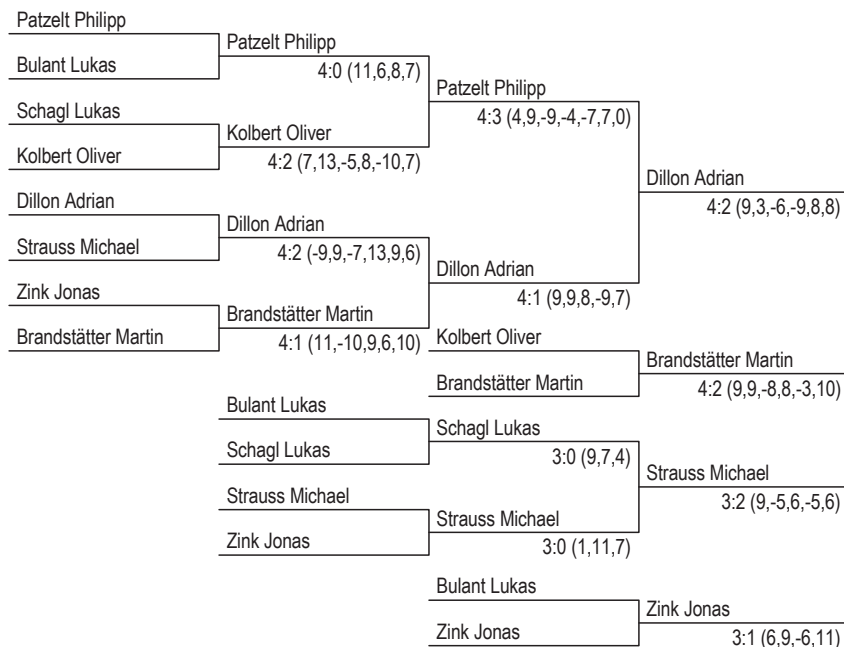 Patzelt Philipp
Patzelt Philipp
Bulant Lukas
4:0 (11,6,8,7)
Patzelt Philipp
Schagl Lukas
4:3 (4,9,-9,-4,-7,7,0)
Kolbert Oliver
Kolbert Oliver
4:2 (7,13,-5,8,-10,7)
Dillon Adrian
Dillon Adrian
4:2 (9,3,-6,-9,8,8)
Dillon Adrian
Strauss Michael
4:2 (-9,9,-7,13,9,6)
Dillon Adrian
Zink Jonas
4:1 (9,9,8,-9,7)
Brandstätter Martin
Brandstätter Martin
4:1 (11,-10,9,6,10)
Kolbert Oliver
Brandstätter Martin
Brandstätter Martin
4:2 (9,9,-8,8,-3,10)
Bulant Lukas
Schagl Lukas
Schagl Lukas
3:0 (9,7,4)
Strauss Michael
Strauss Michael
3:2 (9,-5,6,-5,6)
Strauss Michael
Zink Jonas
3:0 (1,11,7)
Bulant Lukas
Zink Jonas
Zink Jonas
3:1 (6,9,-6,11)